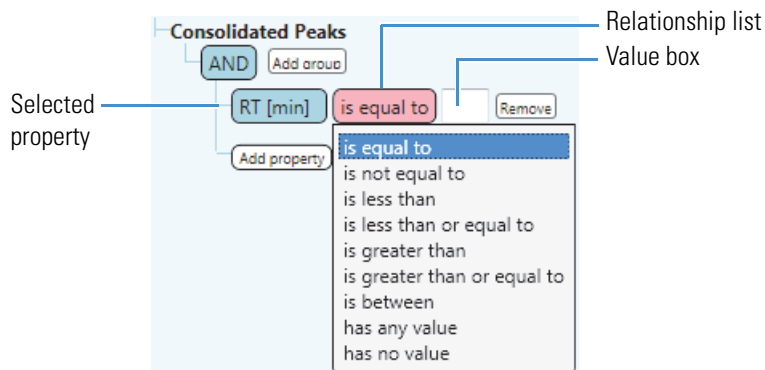 Consolidated Peaks
Relationship list
AND Add group
Value box
Selected property
RT [min] is equal to Remove
Add property
is equal to
is not equal to
is less than
is less than or equal to
is greater than
is greater than or equal to
is between
has any value
has no value